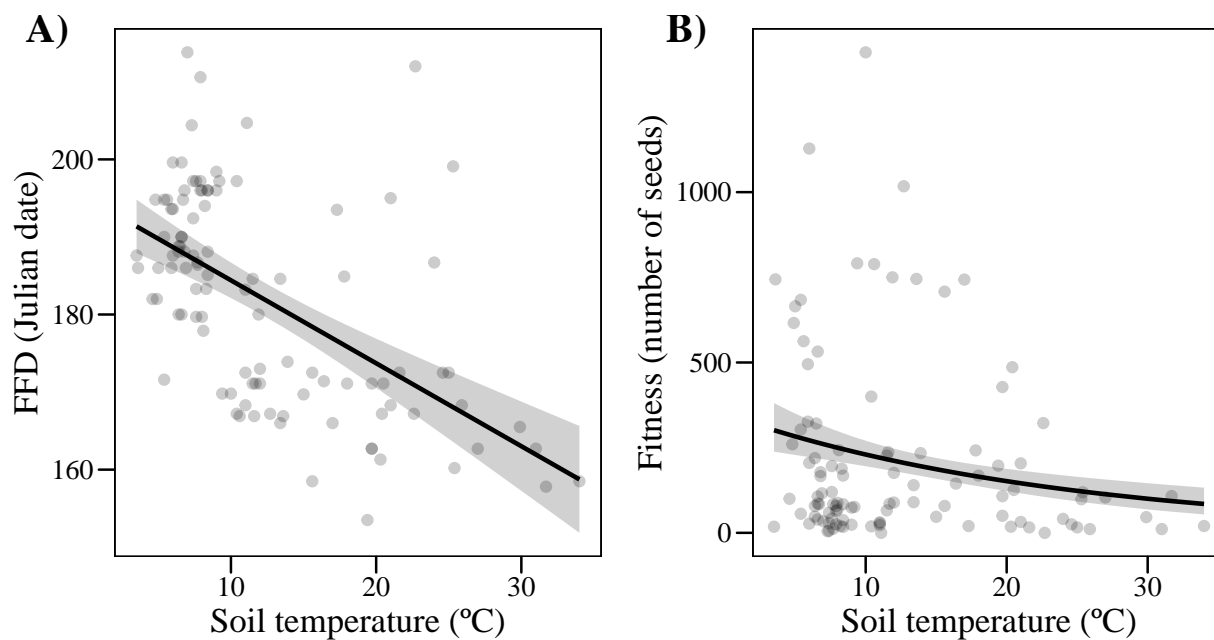 A)
FFD (Julian date)
200
180
160
10 20 30
Soil temperature (ºC)
B)
Fitness (number of seeds)
1000
500
0
10 20 30
Soil temperature (ºC)